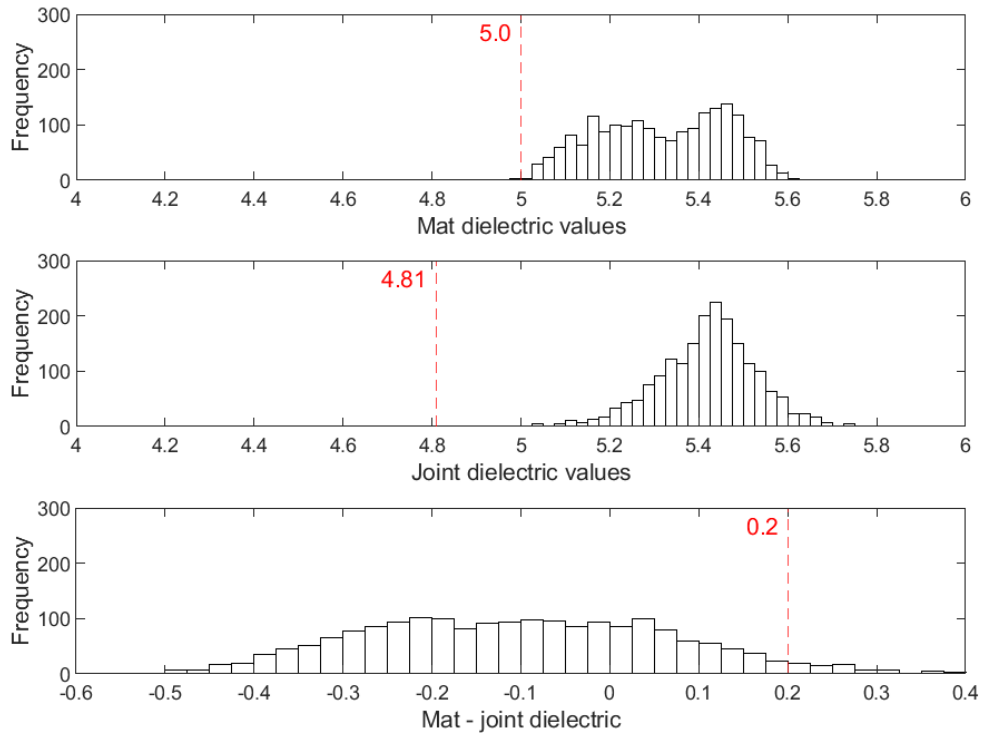 300
5.0
200
100
0
Frequency
4 4.2 4.4 4.6 4.8 5 5.2 5.4 5.6 5.8 6
Mat dielectric values
300
4.81
200
100
0
Frequency
4 4.2 4.4 4.6 4.8 5 5.2 5.4 5.6 5.8 6
Joint dielectric values
300
0.2
200
100
0
Frequency
-0.6 -0.5 -0.4 -0.3 -0.2 -0.1 0 0.1 0.2 0.3 0.4
Mat - joint dielectric